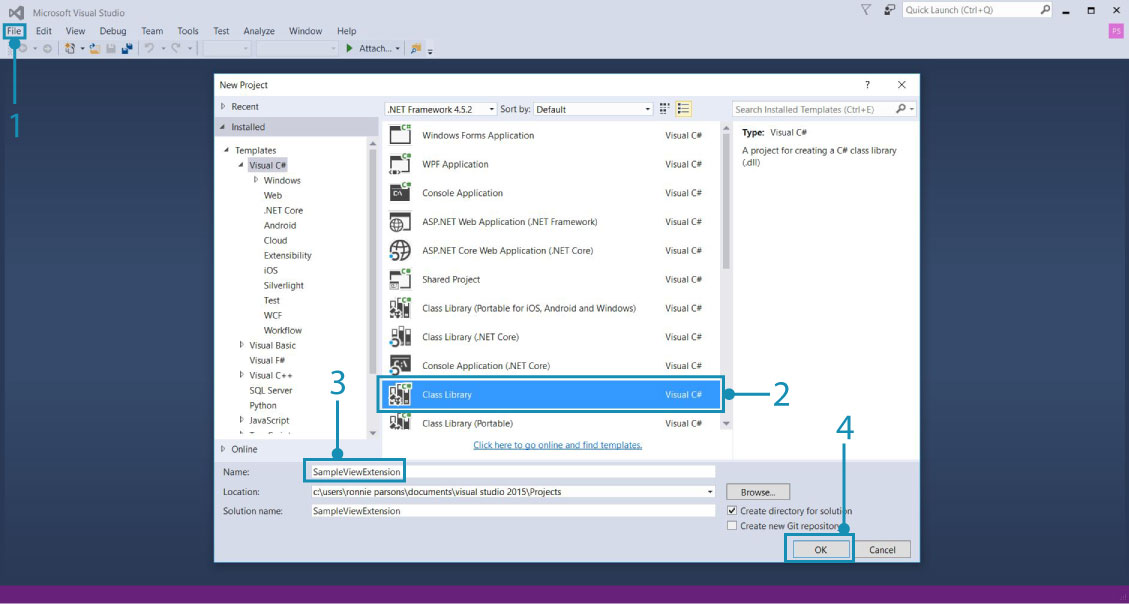 Microsoft Visual Studio
Quick Launch (Ctrl+Q)
File Edit View Debug Team Tools Test Analyze Window Help
PS
Attach...
1
New Project
?
Recent
.NET Framework 4.5.2
Sort by: Default
Search Installed Templates (Ctrl+E)
Installed
Templates
Visual C#
Windows
Web
.NET Core
Android
Cloud
Extensibility
iOS
Silverlight
Test
WCF
Workflow
Visual Basic
Visual F#
Visual C++
SQL Server
Python
JavaScript
Online
Windows Forms Application Visual C#
WPF Application Visual C#
Console Application Visual C#
ASP.NET Web Application (.NET Framework) Visual C#
ASP.NET Core Web Application (.NET Core) Visual C#
Shared Project Visual C#
Class Library (Portable for iOS, Android and Windows) Visual C#
Class Library (.NET Core) Visual C#
Console Application (.NET Core) Visual C#
Class Library Visual C#
Class Library (Portable) Visual C#
Click here to go online and find templates.
Type: Visual C#
A project for creating a C# class library
(.dll)
2
3
4
Name: SampleViewExtension
Location: c:\users\ronnie parsons\documents\visual studio 2015\Projects
Browse...
Solution name: SampleViewExtension
Create directory for solution
Create new Git repository
OK
Cancel